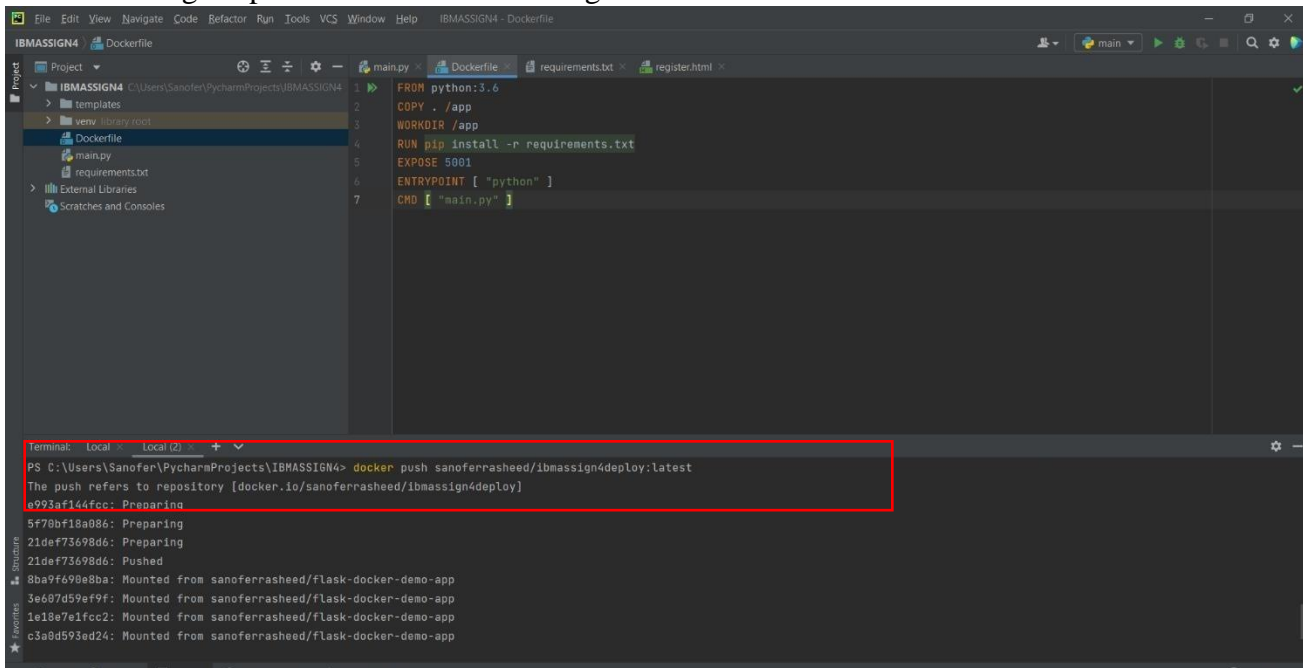 File Edit View Navigate Code Refactor Run Tools VCS Window Help IBMASSIGN4 - Dockerfile
IBMASSIGN4 Dockerfile main
Project main.py Dockerfile requirements.txt register.html
Project
IBMASSIGN4 C:\Users\Sanofer\PycharmProjects\IBMASSIGN4
templates
venv library root
Dockerfile
main.py
requirements.txt
External Libraries
Scratches and Consoles
1 FROM python:3.6
2 COPY . /app
3 WORKDIR /app
4 RUN pip install -r requirements.txt
5 EXPOSE 5001
6 ENTRYPOINT [ "python" ]
7 CMD [ "main.py" ]
Terminal: Local Local (2)
PS C:\Users\Sanofer\PycharmProjects\IBMASSIGN4> docker push sanoferrasheed/ibmassign4deploy:latest
The push refers to repository [docker.io/sanoferrasheed/ibmassign4deploy]
e993af144fcc: Preparing
5f70bf18a086: Preparing
21def73698d6: Preparing
21def73698d6: Pushed
8ba9f690e8ba: Mounted from sanoferrasheed/flask-docker-demo-app
3e607d59ef9f: Mounted from sanoferrasheed/flask-docker-demo-app
1e18e7e1fcc2: Mounted from sanoferrasheed/flask-docker-demo-app
c3a0d593ed24: Mounted from sanoferrasheed/flask-docker-demo-app
Structure
Favorites